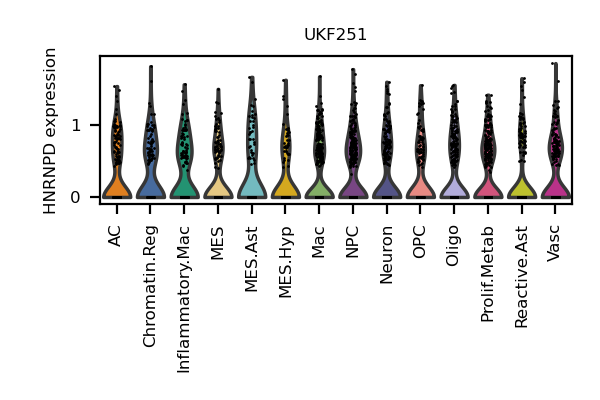 UKF251
HNRNPD expression
1
0
AC
Chromatin.Reg
Inflammatory.Mac
MES
MES.Ast
MES.Hyp
Mac
NPC
Neuron
OPC
Oligo
Prolif.Metab
Reactive.Ast
Vasc